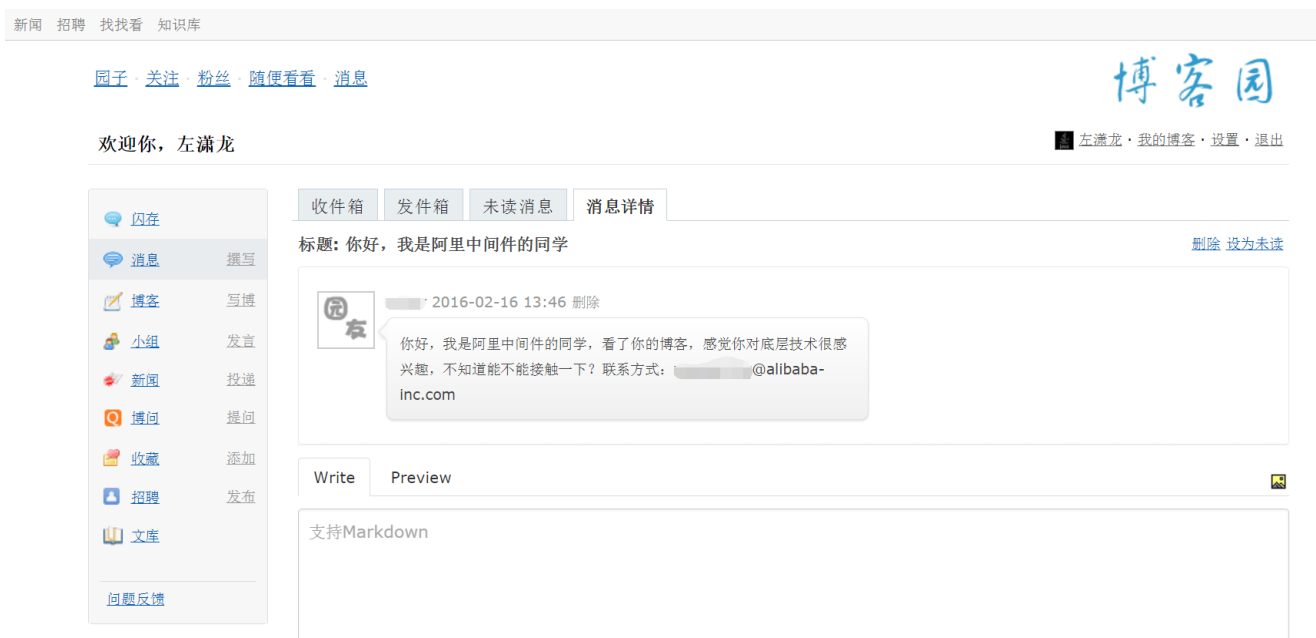 新闻 招聘 找找看 知识库
园子 · 关注 · 粉丝 · 随便看看 · 消息
博客园
欢迎你，左潇龙
左潇龙 · 我的博客 · 设置 · 退出
闪存
消息 撰写
博客 写博
小组 发言
新闻 投递
博问 提问
收藏 添加
招聘 发布
文库
问题反馈
收件箱 发件箱 未读消息 消息详情
标题: 你好，我是阿里中间件的同学
删除 设为未读
园友
2016-02-16 13:46 删除
你好，我是阿里中间件的同学，看了你的博客，感觉你对底层技术很感
兴趣，不知道能不能接触一下？联系方式： @alibaba-
inc.com
Write Preview
支持Markdown